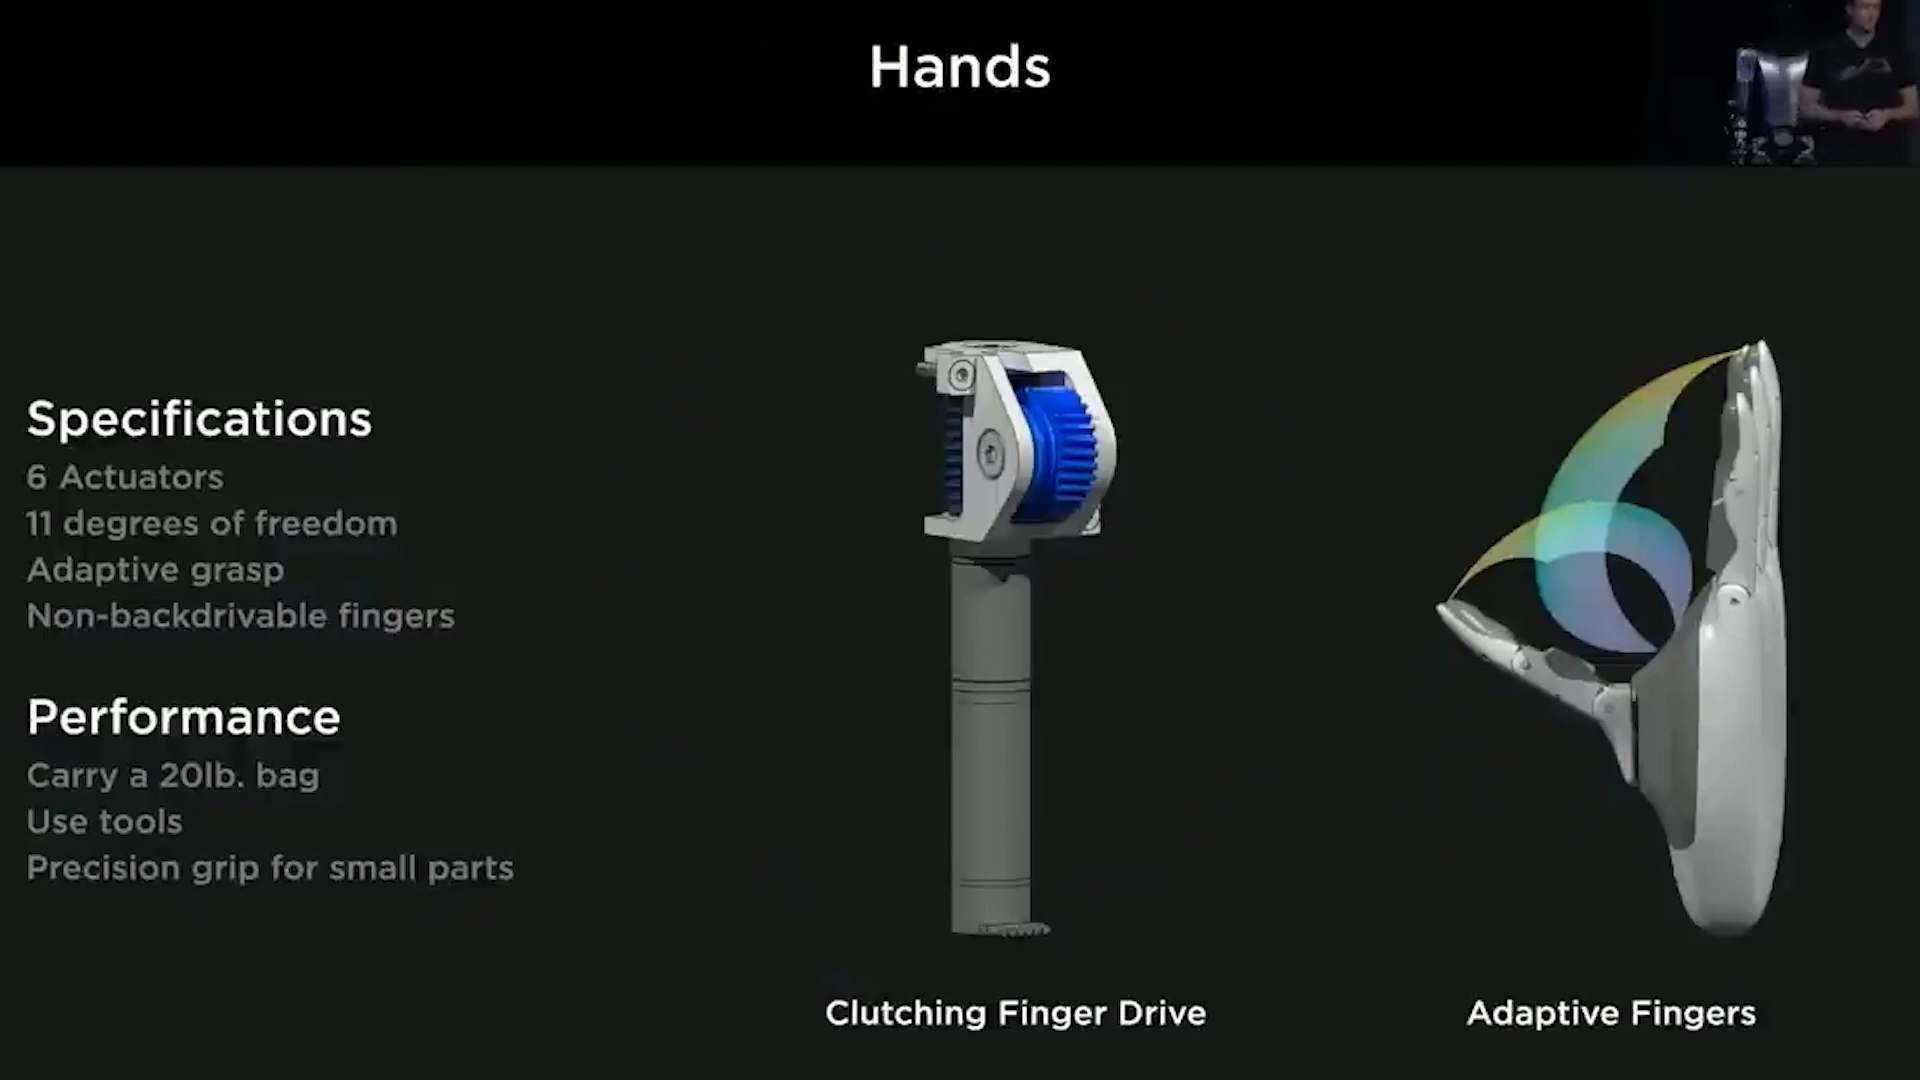 Hands
Specifications
6 Actuators
11 degrees of freedom
Adaptive grasp
Non-backdrivable fingers
Performance
Carry a 20lb. bag
Use tools
Precision grip for small parts
Clutching Finger Drive
Adaptive Fingers